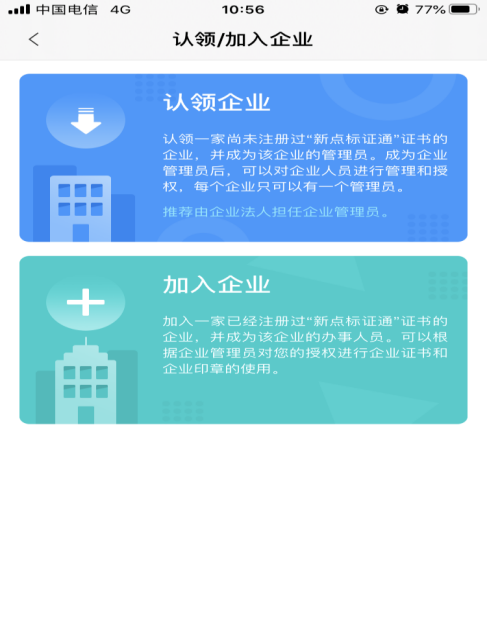 中国电信 4G 10:56 77%
认领/加入企业
认领企业
认领一家尚未注册过“新点标证通”证书的
企业，并成为该企业的管理员。成为企业
管理员后，可以对企业人员进行管理和授
权，每个企业只可以有一个管理员。
推荐由企业法人担任企业管理员。
加入企业
加入一家已经注册过“新点标证通”证书的
企业，并成为该企业的办事人员。可以根
据企业管理员对您的授权进行企业证书和
企业印章的使用。